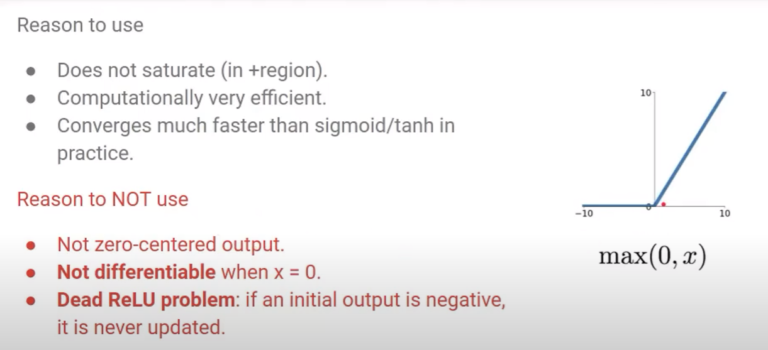 Reason to use
● Does not saturate (in +region).
● Computationally very efficient.
● Converges much faster than sigmoid/tanh in
practice.
Reason to NOT use
● Not zero-centered output.
● Not differentiable when x = 0.
● Dead ReLU problem: if an initial output is negative,
it is never updated.
10
−10
0
10
max(0, x)